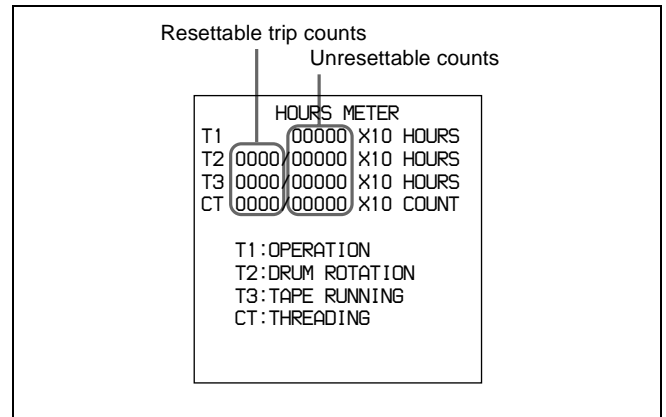 Resettable trip counts
Unresettable counts
HOURS METER
T1 00000 X10 HOURS
T2 0000/00000 X10 HOURS
T3 0000/00000 X10 HOURS
CT 0000/00000 X10 COUNT
T1:OPERATION
T2:DRUM ROTATION
T3:TAPE RUNNING
CT:THREADING